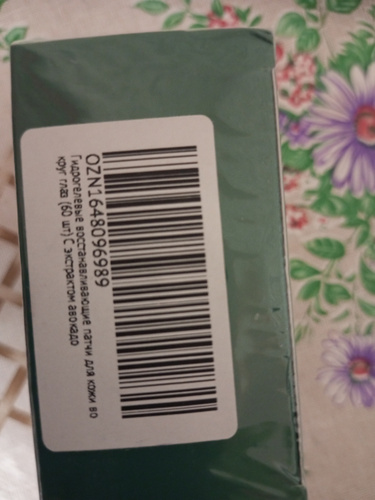 OZN1648096989
Гидрогелевые восстанавливающие патчи для кожи во
круг глаз (60 шт) С экстрактом авокадо